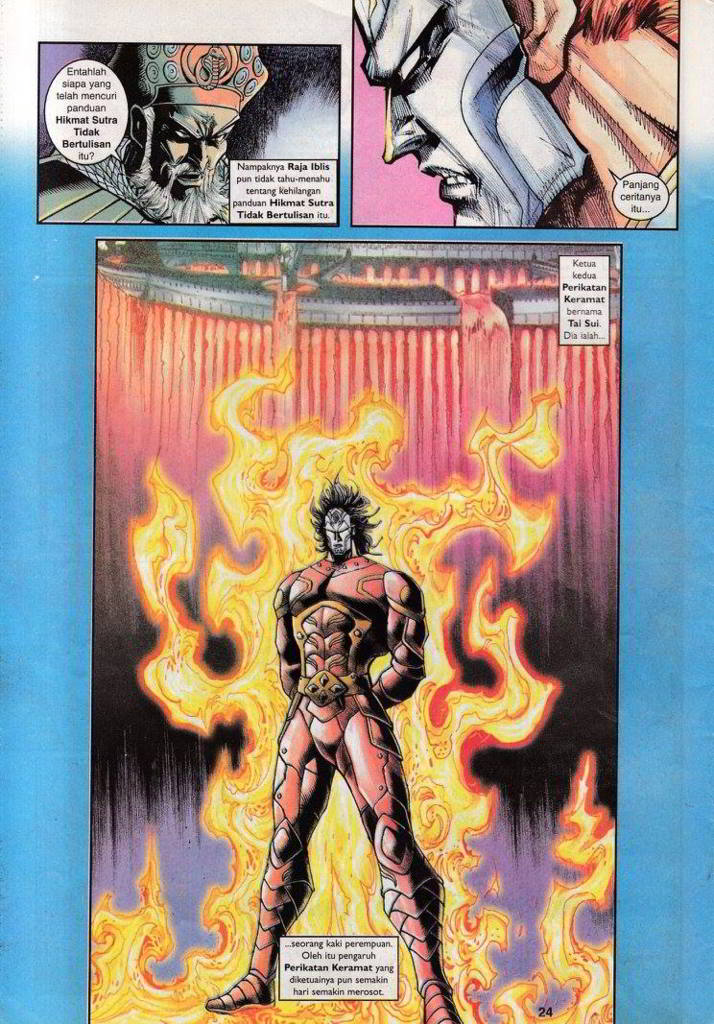 Entahlah
siapa yang
telah mencuri
panduan
Hikmat Sutra
Tidak
Bertulisan
itu?
Nampaknya Raja Iblis
pun tidak tahu-menahu
tentang kehilangan
panduan Hikmat Sutra
Tidak Bertulisan itu.
Panjang
ceritanya
itu...
Ketua
kedua
Perikatan
Keramat
bernama
Tai Sui.
Dia ialah...
...seorang kaki perempuan.
Oleh itu pengaruh
Perikatan Keramat yang
diketuainya pun semakin
hari semakin merosot.
24